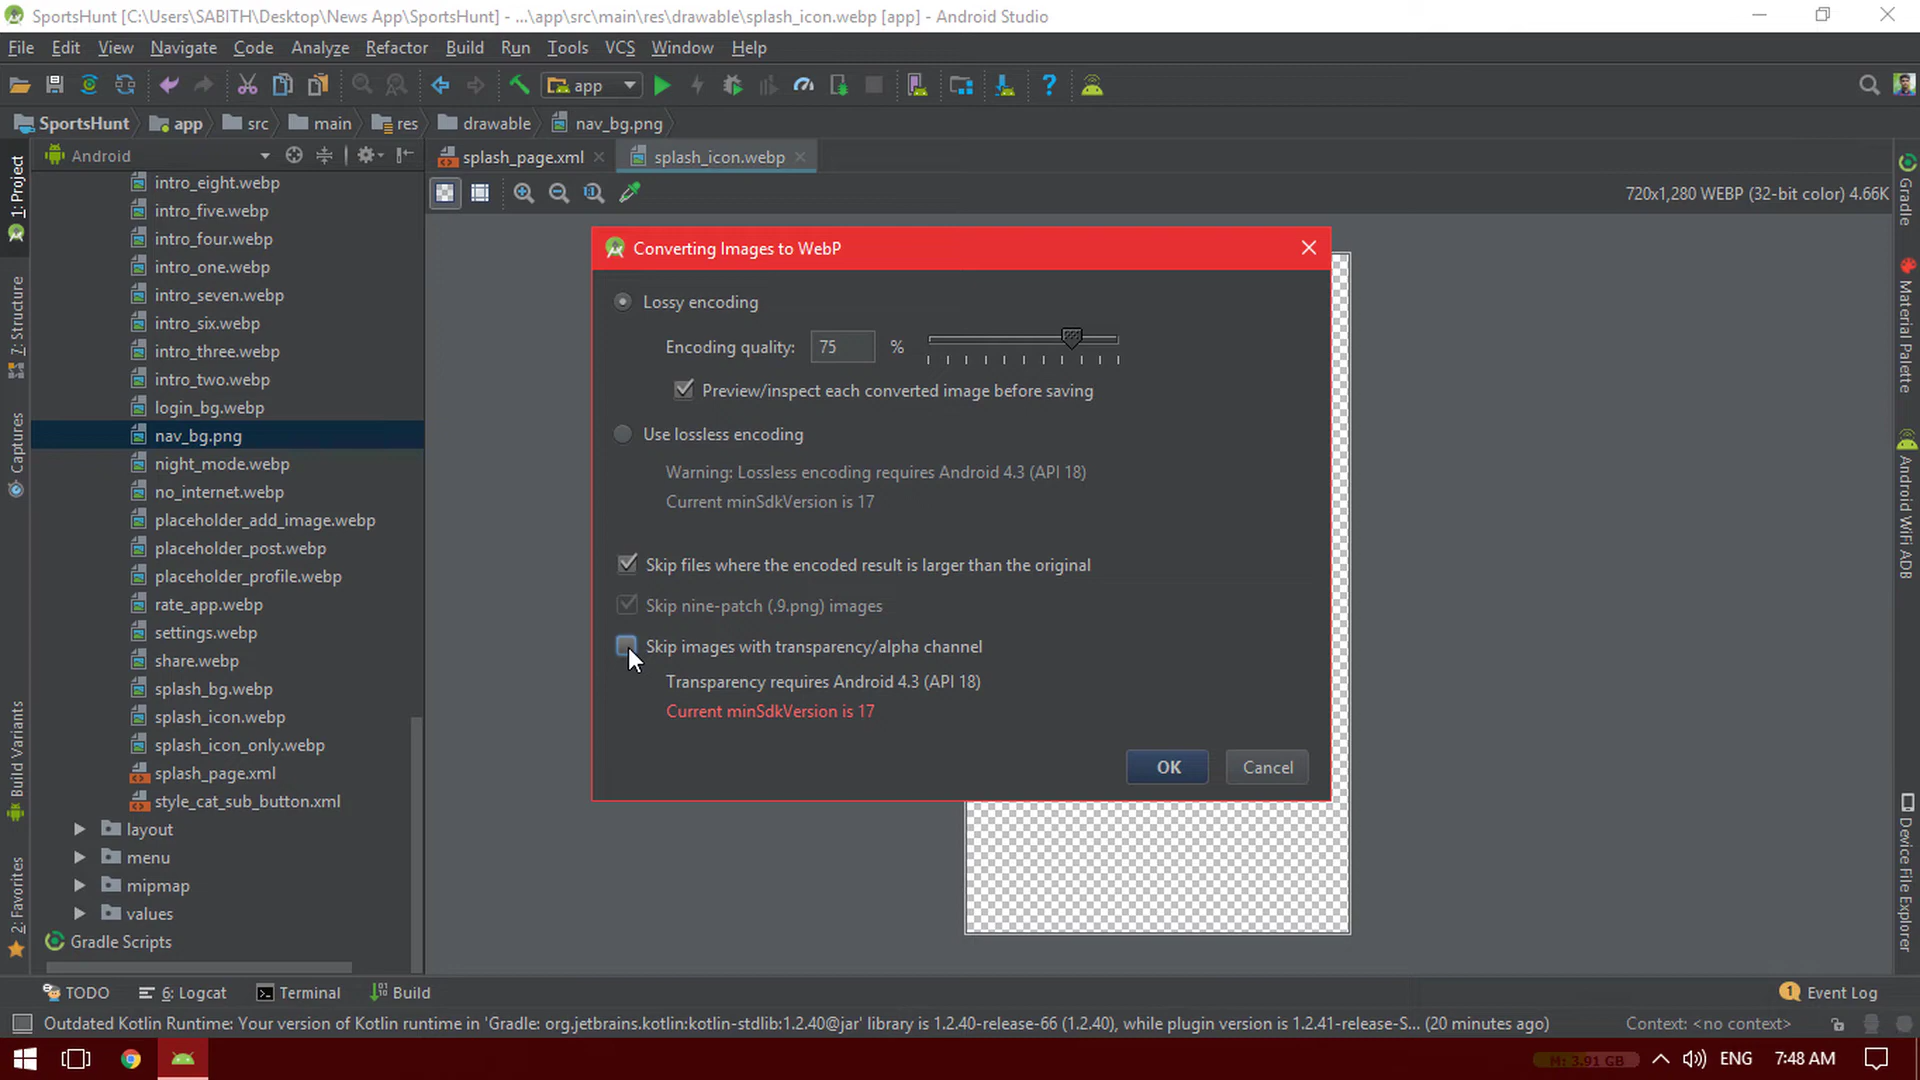 SportsHunt [C:\Users\SABITH\Desktop\News App\SportsHunt] - ...\app\src\main\res\drawable\splash_icon.webp [app] - Android Studio
File Edit View Navigate Code Analyze Refactor Build Run Tools VCS Window Help
app
SportsHunt app src main res drawable nav_bg.png
Android
splash_page.xml splash_icon.webp
720x1,280 WEBP (32-bit color) 4.66K
1: Project
7: Structure
Captures
Build Variants
2: Favorites
intro_eight.webp
intro_five.webp
intro_four.webp
intro_one.webp
intro_seven.webp
intro_six.webp
intro_three.webp
intro_two.webp
login_bg.webp
nav_bg.png
night_mode.webp
no_internet.webp
placeholder_add_image.webp
placeholder_post.webp
placeholder_profile.webp
rate_app.webp
settings.webp
share.webp
splash_bg.webp
splash_icon.webp
splash_icon_only.webp
splash_page.xml
style_cat_sub_button.xml
layout
menu
mipmap
values
Gradle Scripts
Converting Images to WebP
Lossy encoding
Encoding quality: 75 %
Preview/inspect each converted image before saving
Use lossless encoding
Warning: Lossless encoding requires Android 4.3 (API 18)
Current minSdkVersion is 17
Skip files where the encoded result is larger than the original
Skip nine-patch (.9.png) images
Skip images with transparency/alpha channel
Transparency requires Android 4.3 (API 18)
Current minSdkVersion is 17
OK Cancel
Gradle
Material Palette
Android WiFi ADB
Device File Explorer
TODO 6: Logcat Terminal Build 1 Event Log
Outdated Kotlin Runtime: Your version of Kotlin runtime in 'Gradle: org.jetbrains.kotlin:kotlin-stdlib:1.2.40@jar' library is 1.2.40-release-66 (1.2.40), while plugin version is 1.2.41-release-S... (20 minutes ago) Context: <no context>
M: 3.91 GB ENG 7:48 AM